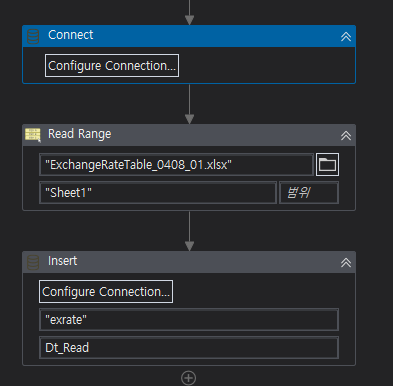 Connect
Configure Connection...
Read Range
"ExchangeRateTable_0408_01.xlsx"
"Sheet1" 범위
Insert
Configure Connection...
"exrate"
Dt_Read